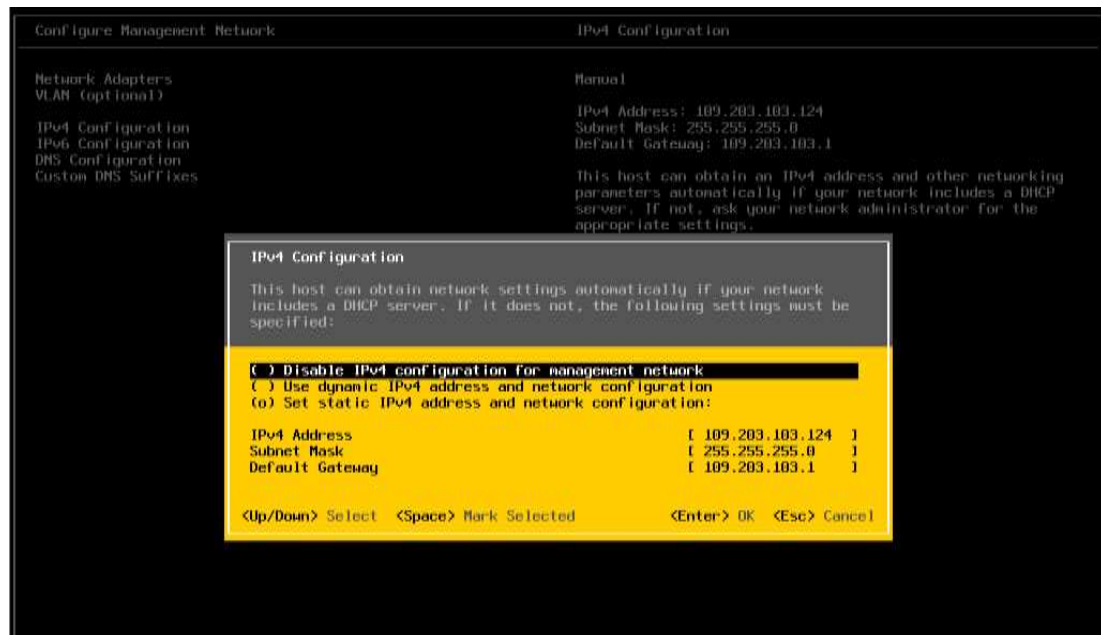 Configure Management Network
IPv4 Configuration
Network Adapters
VLAN (optional)
IPv4 Configuration
IPv6 Configuration
DNS Configuration
Custom DNS Suffixes
Manual
IPv4 Address: 109.203.103.124
Subnet Mask: 255.255.255.0
Default Gateway: 109.203.103.1
This host can obtain an IPv4 address and other networking
parameters automatically if your network includes a DHCP
server. If not, ask your network administrator for the
appropriate settings.
IPv4 Configuration
This host can obtain network settings automatically if your network
includes a DHCP server. If it does not, the following settings must be
specified:
( ) Disable IPv4 configuration for management network
( ) Use dynamic IPv4 address and network configuration
(o) Set static IPv4 address and network configuration:
IPv4 Address [ 109.203.103.124 ]
Subnet Mask [ 255.255.255.0 ]
Default Gateway [ 109.203.103.1 ]
<Up/Down> Select <Space> Mark Selected <Enter> OK <Esc> Cancel